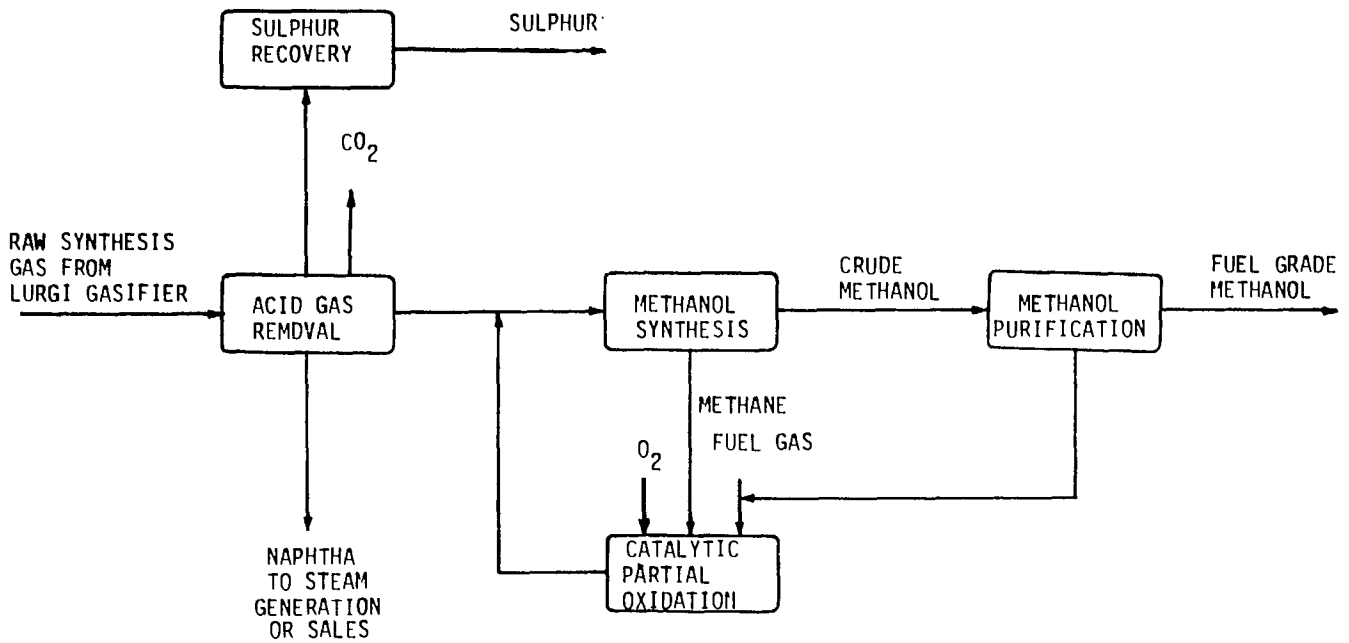 SULPHUR
RECOVERY
SULPHUR
CO2
RAW SYNTHESIS
GAS FROM
LURGI GASIFIER
ACID GAS
REMDVAL
METHANOL
SYNTHESIS
CRUDE
METHANOL
METHANOL
PURIFICATION
FUEL GRADE
METHANOL
METHANE
FUEL GAS
O2
CATALYTIC
PARTIAL
OXIDATION
NAPHTHA
TO STEAM
GENERATION
OR SALES